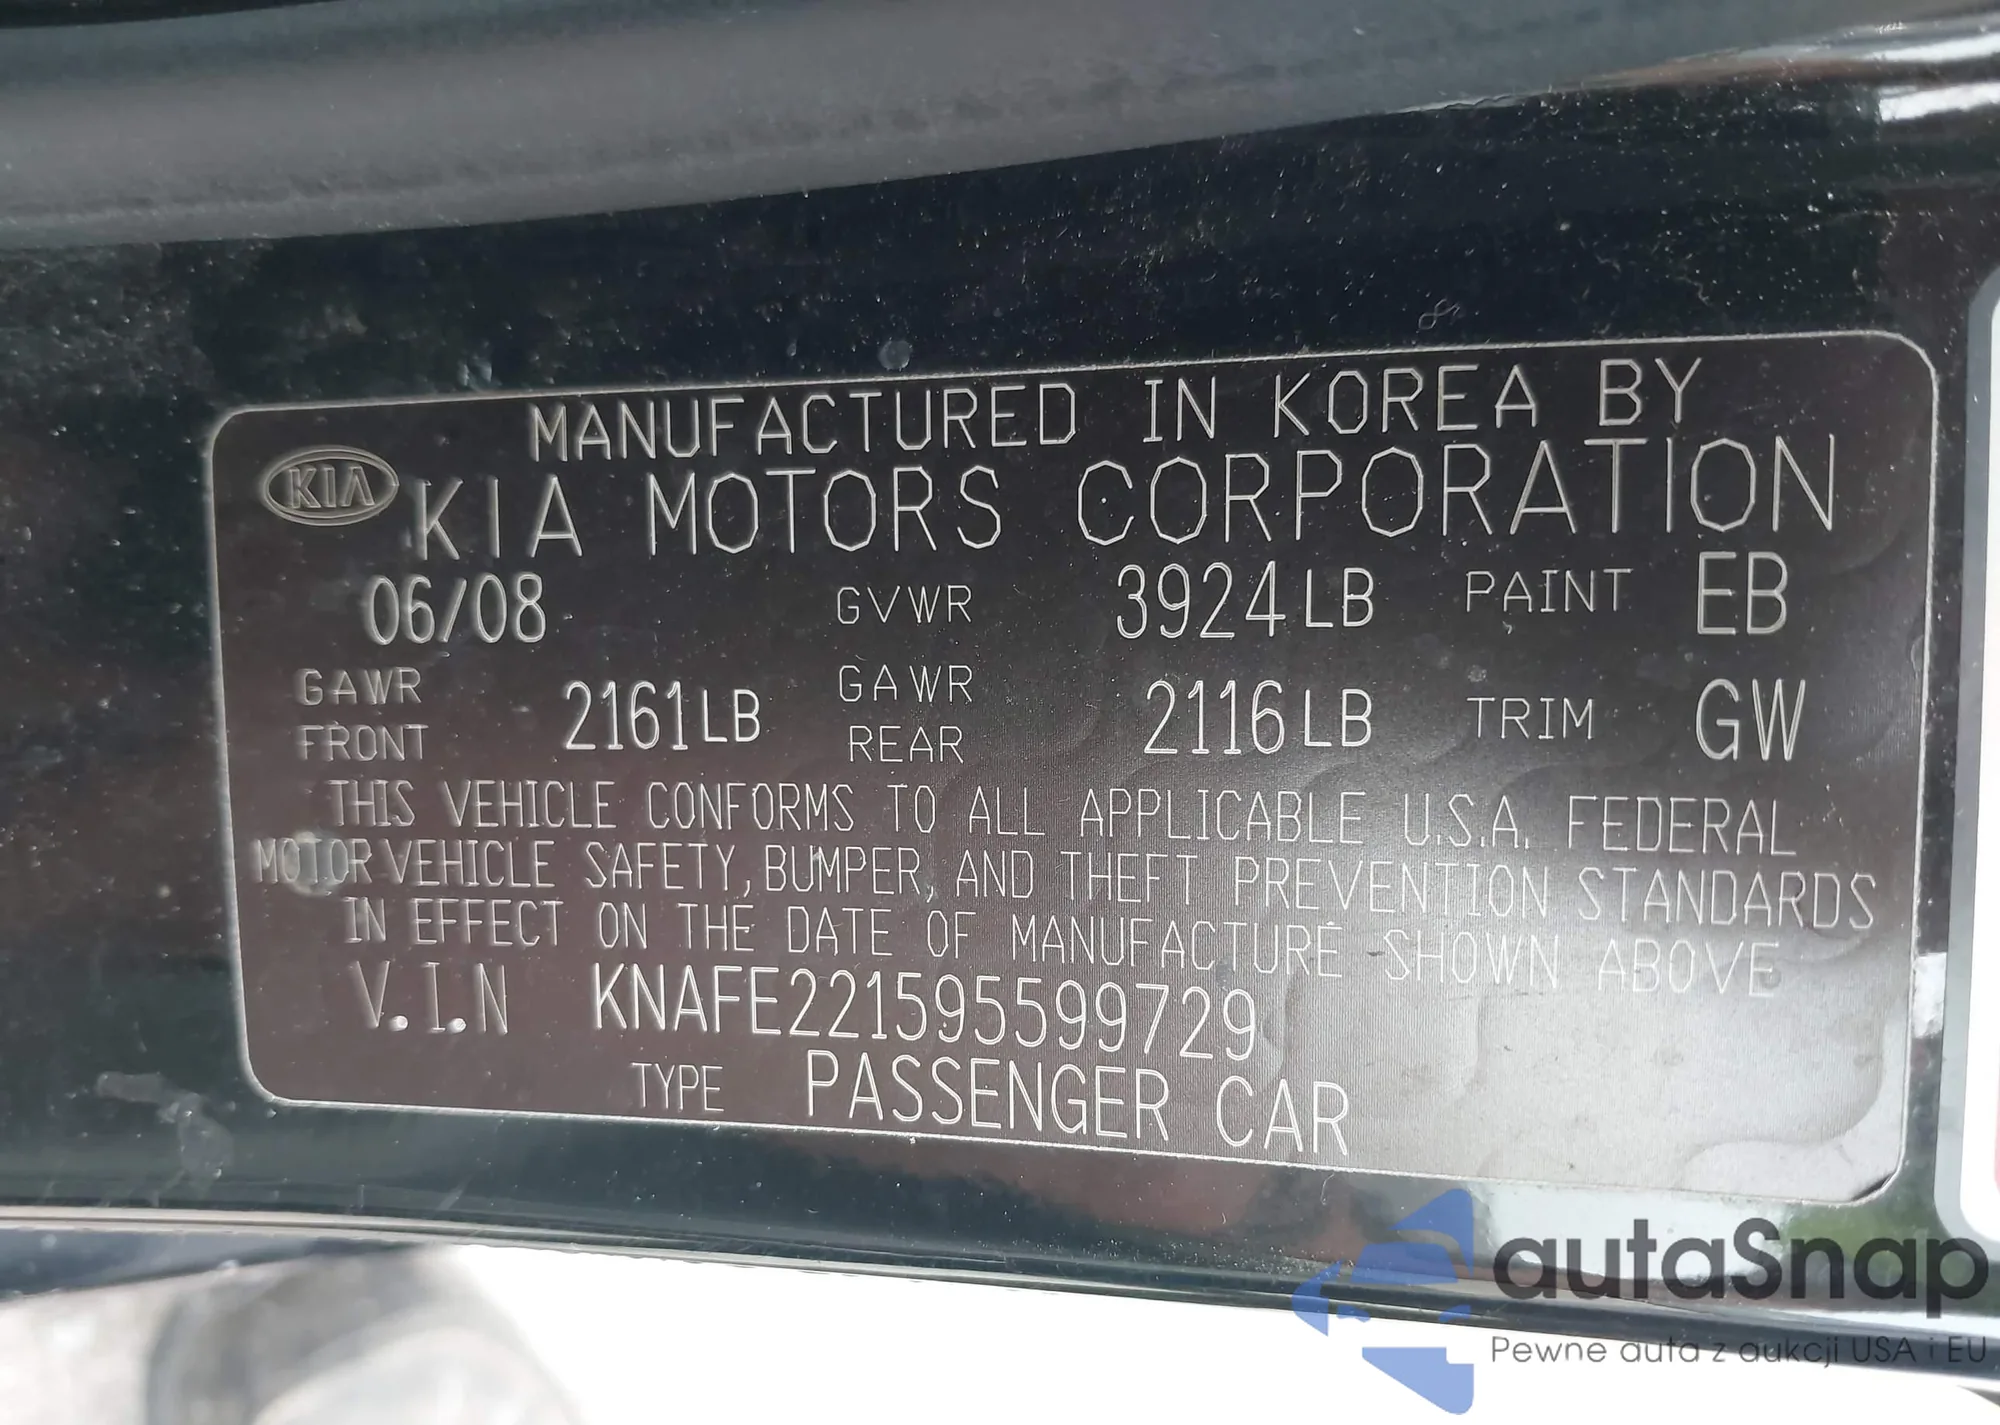 MANUFACTURED IN KOREA BY
KIA KIA MOTORS CORPORATION
06/08 GVWR 3924LB PAINT EB
GAWR FRONT 2161LB GAWR REAR 2116LB TRIM GW
THIS VEHICLE CONFORMS TO ALL APPLICABLE U.S.A. FEDERAL
MOTOR VEHICLE SAFETY, BUMPER, AND THEFT PREVENTION STANDARDS
IN EFFECT ON THE DATE OF MANUFACTURE SHOWN ABOVE
V.I.N KNAFE221595599729
TYPE PASSENGER CAR
autaSnap
Pewne auta z aukcji USA i EU